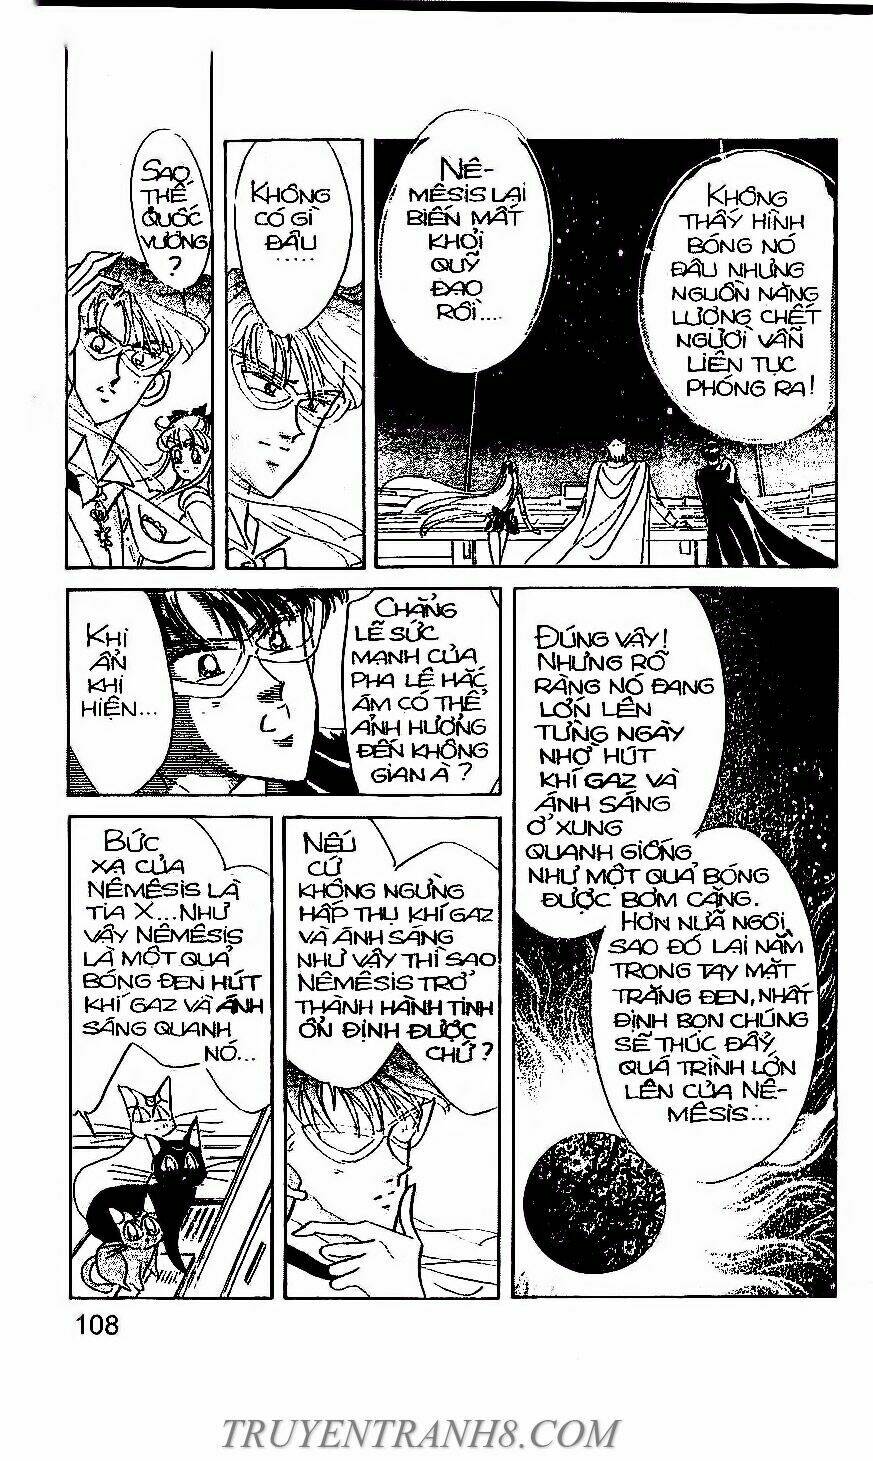 KHÔNG
THẤY HÌNH
BÓNG NÓ
ĐÂU NHƯNG
NGUỒN NĂNG
LƯỢNG CHẾT
NGƯỜI VẪN
LIÊN TỤC
PHÓNG RA!
NÊ-
MÊSIS LẠI
BIẾN MẤT
KHỎI
QUỸ
ĐẠO
RỒI....
KHÔNG
CÓ GÌ
ĐÂU
.....
SAO
THẾ
QUỐC
VƯƠNG
?
ĐÚNG VẬY!
NHƯNG RÕ
RÀNG NÓ ĐANG
LỚN LÊN
TỪNG NGÀY
NHỜ HÚT
KHÍ GAZ VÀ
ÁNH SÁNG
Ở XUNG
QUANH GIỐNG
NHƯ MỘT QUẢ BÓNG
ĐƯỢC BƠM CĂNG.
HƠN NỮA NGÔI
SAO ĐÓ LẠI NẰM
TRONG TAY MẶT
TRĂNG ĐEN, NHẤT
ĐỊNH BỌN CHÚNG
SẼ THÚC ĐẨY
QUÁ TRÌNH LỚN
LÊN CỦA NÊ-
MÊSIS...
CHẲNG
LẼ SỨC
MẠNH CỦA
PHA LÊ HẮC
ÁM CÓ THỂ
ẢNH HƯỞNG
ĐẾN KHÔNG
GIAN À?
KHI
ẨN
KHI
HIỆN...
NẾU
CỨ
KHÔNG NGỪNG
HẤP THỤ KHÍ GAZ
VÀ ÁNH SÁNG
NHƯ VẬY THÌ SAO
NÊMÊSIS TRỞ
THÀNH HÀNH TINH
ỔN ĐỊNH ĐƯỢC
CHỨ?
BỨC
XẠ CỦA
NÊMÊSIS LÀ
TIA X... NHƯ
VẬY NÊMÊSIS
LÀ MỘT QUẢ
BÓNG ĐEN HÚT
KHÍ GAZ VÀ ÁNH
SÁNG QUANH
NÓ...
108
TRUYENTRANH8.COM